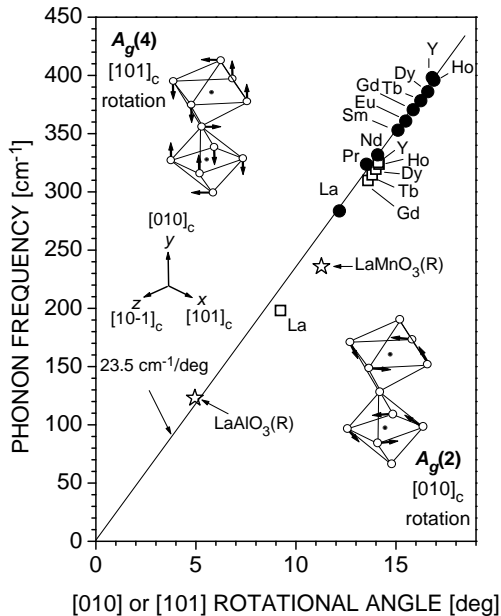 450
400
350
300
250
200
150
100
50
0
PHONON FREQUENCY [cm⁻¹]
A_g(4)
[101]_c
rotation
Y
Dy
Ho
Gd
Tb
Eu
Sm
Nd
Y
Pr
Ho
Dy
Tb
La
Gd
[010]_c
y
z
x
[10-1]_c
[101]_c
LaMnO₃(R)
La
23.5 cm⁻¹/deg
LaAlO₃(R)
A_g(2)
[010]_c
rotation
0 5 10 15
[010] or [101] ROTATIONAL ANGLE [deg]